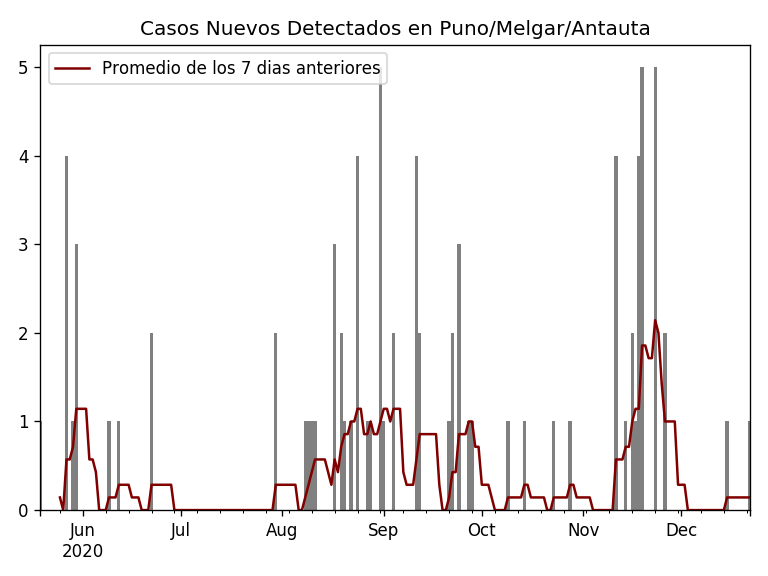 Casos Nuevos Detectados en Puno/Melgar/Antauta
Promedio de los 7 dias anteriores
5
4
3
2
1
0
Jun Jul Aug Sep Oct Nov Dec
2020